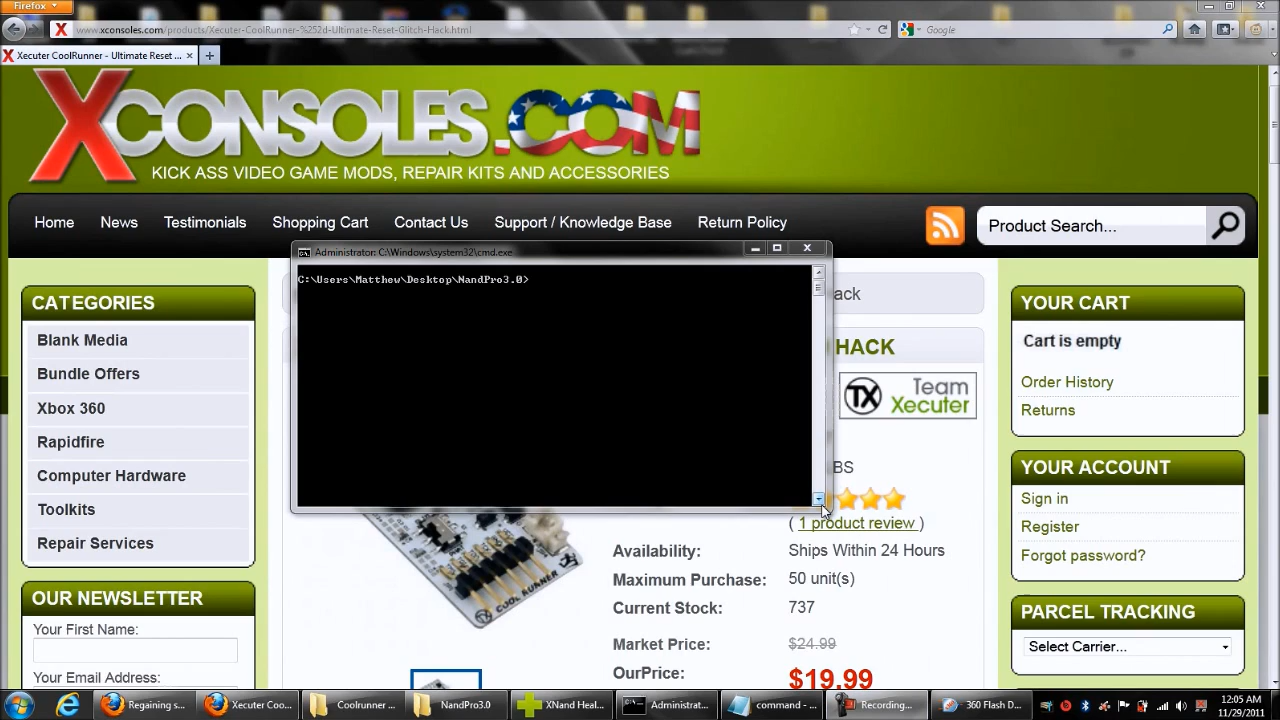 Firefox
www.xconsoles.com/products/Xecuter-CoolRunner-%252d-Ultimate-Reset-Glitch-Hack.html
Google
Xecuter CoolRunner - Ultimate Reset ...
XCONSOLES.COM
KICK ASS VIDEO GAME MODS, REPAIR KITS AND ACCESSORIES
Home
News
Testimonials
Shopping Cart
Contact Us
Support / Knowledge Base
Return Policy
Product Search...
Administrator: C:\Windows\system32\cmd.exe
C:\Users\Matthew\Desktop\NandPro3.0>
CATEGORIES
Blank Media
Bundle Offers
Xbox 360
Rapidfire
Computer Hardware
Toolkits
Repair Services
OUR NEWSLETTER
Your First Name:
Your Email Address:
ack
HACK
TX
Team
Xecuter
BS
( 1 product review )
Availability:
Ships Within 24 Hours
Maximum Purchase:
50 unit(s)
Current Stock:
737
Market Price:
$24.99
OurPrice:
$19.99
TX COOL RUNNER
YOUR CART
Cart is empty
Order History
Returns
YOUR ACCOUNT
Sign in
Register
Forgot password?
PARCEL TRACKING
Select Carrier...
Regaining s...
Xecuter Coo...
Coolrunner ...
NandPro3.0
XNand Heal...
Administrat...
command - ...
Recording...
360 Flash D...
12:05 AM
11/29/2011